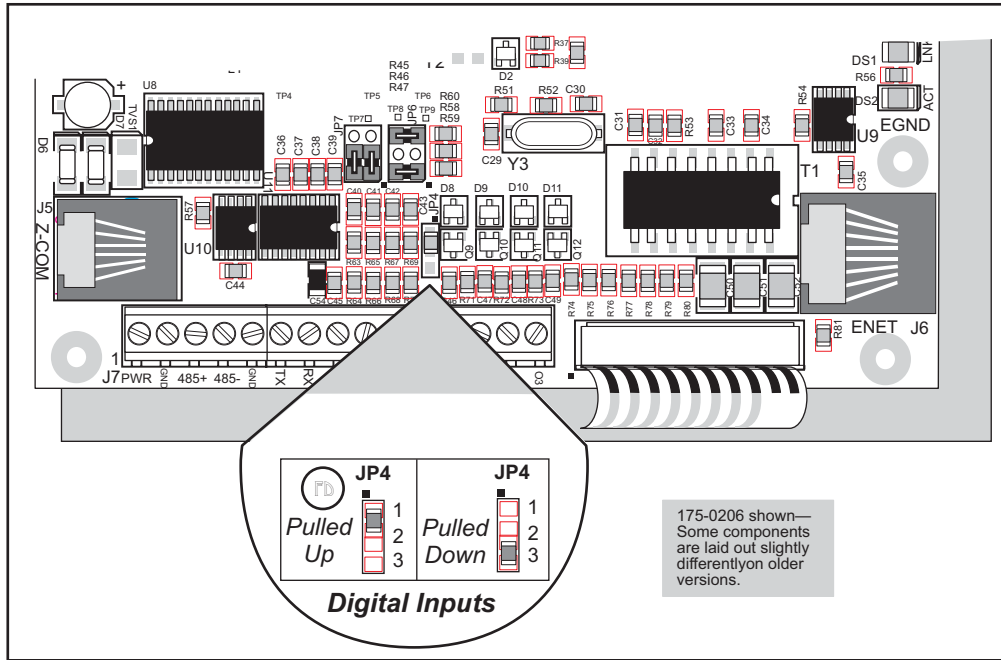 R37
R39
D2
R45
R46
R47
TP4
TP5
TP6
TP7
TP8
TP9
JP7
JP6
R60
R58
R59
R51
R52
C30
C29
Y3
C31
R53
C33
C34
R54
DS1
LNK
R56
DS2
ACT
U9
EGND
T1
C35
+
U8
TVS1
D7
D6
J5
Z-COM
R57
U10
C44
C36
C37
C38
C39
C40
C41
C42
C43
JP4
D8
D9
D10
D11
Q9
Q10
Q11
Q12
R63
R65
R67
R69
C54
C45
R64
R66
R68
R71
C47
R72
C48
R73
C49
R74
R75
R76
R77
R78
R79
R80
C50
C51
ENET
J6
R81
1
J7
PWR
GND
485+
485-
GND
TX
RX
O3
JP4
Pulled
Up
1
2
3
JP4
Pulled
Down
1
2
3
Digital Inputs
175-0206 shown—
Some components
are laid out slightly
differentlyon older
versions.